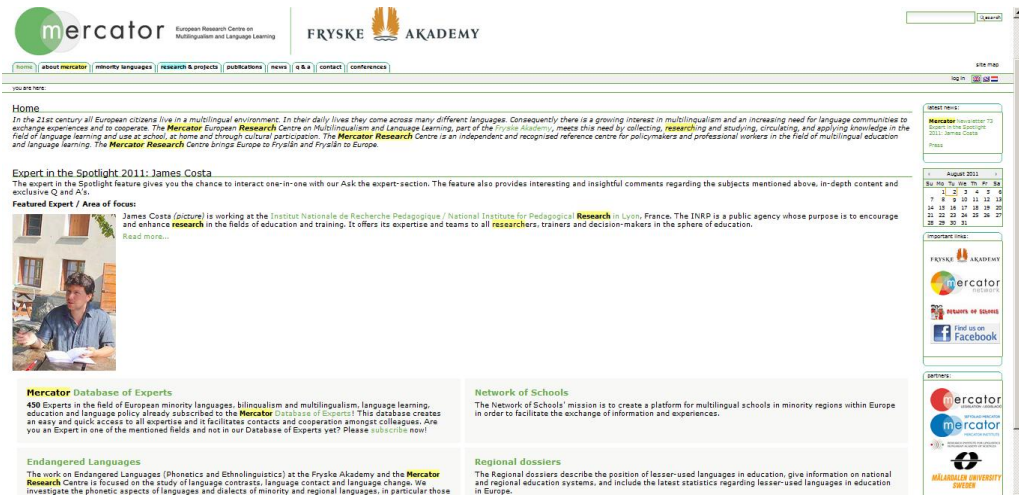 mercator
European Research Centre on
Multilingualism and Language Learning
FRYSKE AKADEMY
search
home
about mercator
minority languages
research & projects
publications
news
q & a
contact
conferences
site map
log in
you are here:
Home
In the 21st century all European citizens live in a multilingual environment. In their daily lives they come across many different languages. Consequently there is a growing interest in multilingualism and an increasing need for language communities to
exchange experiences and to cooperate. The Mercator European Research Centre on Multilingualism and Language Learning, part of the Fryske Akademy, meets this need by collecting, researching and studying, circulating, and applying knowledge in the
field of language learning and use at school, at home and through cultural participation. The Mercator Research Centre is an independent and recognised reference centre for policymakers and professional workers in the field of multilingual education
and language learning. The Mercator Research Centre brings Europe to Fryslân and Fryslân to Europe.
Expert in the Spotlight 2011: James Costa
The expert in the Spotlight feature gives you the chance to interact one-in-one with our Ask the expert-section. The feature also provides interesting and insightful comments regarding the subjects mentioned above, in-depth content and
exclusive Q and A's.
Featured Expert / Area of focus:
James Costa (picture) is working at the Institut Nationale de Recherche Pedagogique / National Institute for Pedagogical Research in Lyon, France. The INRP is a public agency whose purpose is to encourage
and enhance research in the fields of education and training. It offers its expertise and teams to all researchers, trainers and decision-makers in the sphere of education.
Read more...
Mercator Database of Experts
450 Experts in the field of European minority languages, bilingualism and multilingualism, language learning,
education and language policy already subscribed to the Mercator Database of Experts! This database creates
an easy and quick access to all expertise and it facilitates contacts and cooperation amongst colleagues. Are
you an Expert in one of the mentioned fields and not in our Database of Experts yet? Please subscribe now!
Network of Schools
The Network of Schools' mission is to create a platform for multilingual schools in minority regions within Europe
in order to facilitate the exchange of information and experiences.
Endangered Languages
The work on Endangered Languages (Phonetics and Ethnolinguistics) at the Fryske Akademy and the Mercator
Research Centre is focused on the study of language contrasts, language contact and language change. We
investigate the phonetic aspects of languages and dialects of minority and regional languages, in particular those
Regional dossiers
The Regional dossiers describe the position of lesser-used languages in education, give information on national
and regional education systems, and include the latest statistics regarding lesser-used languages in education
in Europe.
latest news:
Mercator Newsletter 73
Expert in the Spotlight
2011: James Costa
Press
August 2011
Su Mo Tu We Th Fr Sa
1 2 3 4 5 6
7 8 9 10 11 12 13
14 15 16 17 18 19 20
21 22 23 24 25 26 27
28 29 30 31
important links:
FRYSKE AKADEMY
mercator
network
network of schools
Find us on
Facebook
partners:
mercator
mercator
MERCATOR INSTITUTE
MÄLARDALEN UNIVERSITY
SWEDEN